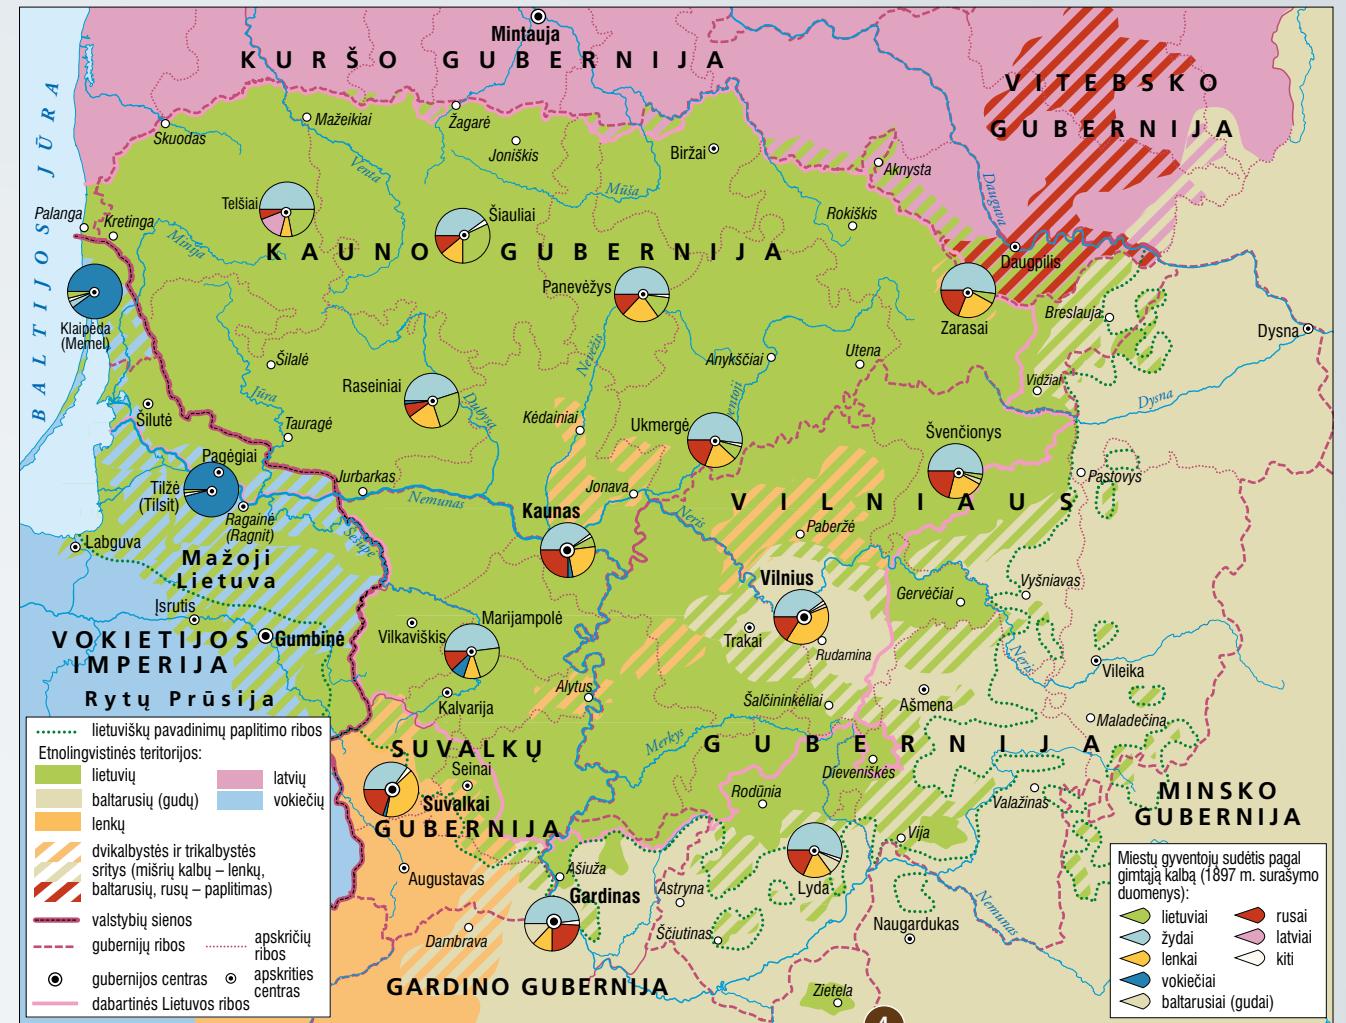 Mintauja
KURŠO GUBERNIJA
VITEBSKO
GUBERNIJA
BALTIJOS JŪRA
Skuodas
Mažeikiai
Žagarė
Joniškis
Biržai
Aknysta
Venta
Mūša
Dauguva
Telšiai
Šiauliai
Rokiškis
Palanga
Kretinga
Minija
KAUNO GUBERNIJA
Daugpilis
Panevėžys
Zarasai
Breslauja
Dysna
Klaipėda
(Memel)
Šilalė
Nevėžis
Anykščiai
Utena
Raseiniai
Jūra
Dubysa
Vidžiai
Dysna
Šilutė
Tauragė
Kėdainiai
Ukmergė
Švenčionys
Pagėgiai
Jurbarkas
Jonava
Pastovys
Tilžė
(Tilsit)
Nemunas
Ragainė
(Ragnit)
Šešupė
Kaunas
Neris
VILNIAUS
Paberžė
Labguva
Mažoji
Lietuva
Vilnius
Gervėčiai
Vyšniavas
Įsrutis
Marijampolė
Vilkaviškis
Trakai
Rudamina
Neris
Gumbinė
VOKIETIJOS
IMPERIJA
Vileika
Rytų Prūsija
Kalvarija
Alytus
Šalčininkėliai
Ašmena
Maladečina
SUVALKŲ
GUBERNIJA
Merkys
GUBERNIJA
Seinai
Dieveniškės
Suvalkai
Rodūnia
Valažinas
MINSKO
GUBERNIJA
Vija
Augustavas
Ašiuža
Lyda
Gardinas
Astryna
Naugardukas
Nemunas
Dambrava
Ščiutinas
GARDINO GUBERNIJA
Zietela
4
lietuviškų pavadinimų paplitimo ribos
Etnolingvistinės teritorijos:
lietuvių
latvių
baltarusių (gudų)
vokiečių
lenkų
dvikalbystės ir trikalbystės
sritys (mišrių kalbų – lenkų,
baltarusių, rusų – paplitimas)
valstybių sienos
gubernijų ribos
apskričių
ribos
gubernijos centras
apskrities
centras
dabartinės Lietuvos ribos
Miestų gyventojų sudėtis pagal
gimtąją kalbą (1897 m. surašymo
duomenys):
lietuviai
rusai
žydai
latviai
lenkai
kiti
vokiečiai
baltarusiai (gudai)